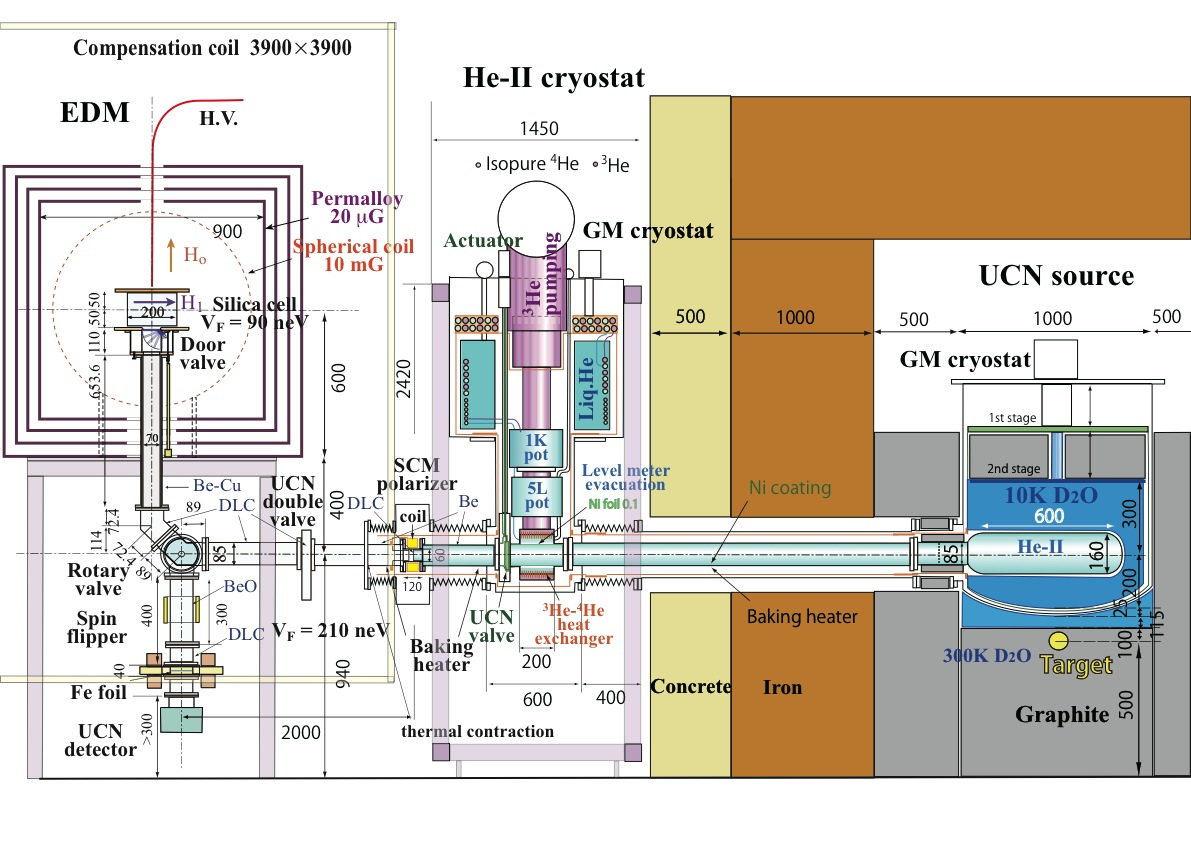 Compensation coil 3900×3900
EDM
H.V.
He-II cryostat
1450
Isopure ⁴He
³He
Permalloy
20 μG
900
Spherical coil
10 mG
Hₒ
H₁
Silica cell
200
V_F = 90 neV
Door
valve
50
50
110
653.6
70
600
2420
Actuator
GM cryostat
³He
pumping
Liq.He
1K
pot
5L
pot
Level meter
evacuation
Ni foil 0.1
500
1000
UCN source
500
1000
500
GM cryostat
1st stage
2nd stage
10K D₂O
600
He-II
300
160
200
85
25
115
100
300K D₂O
Target
Graphite
500
Be-Cu
89
DLC
UCN
double
valve
400
SCM
polarizer
DLC
coil
Be
60
120
Ni coating
Baking heater
72.4
114
72.4
89
85
Rotary
valve
BeO
Spin
flipper
400
300
DLC
V_F = 210 neV
40
Fe foil
UCN
detector
>300
2000
940
Baking
heater
UCN
valve
³He-⁴He
heat
exchanger
200
600
400
thermal contraction
Concrete
Iron